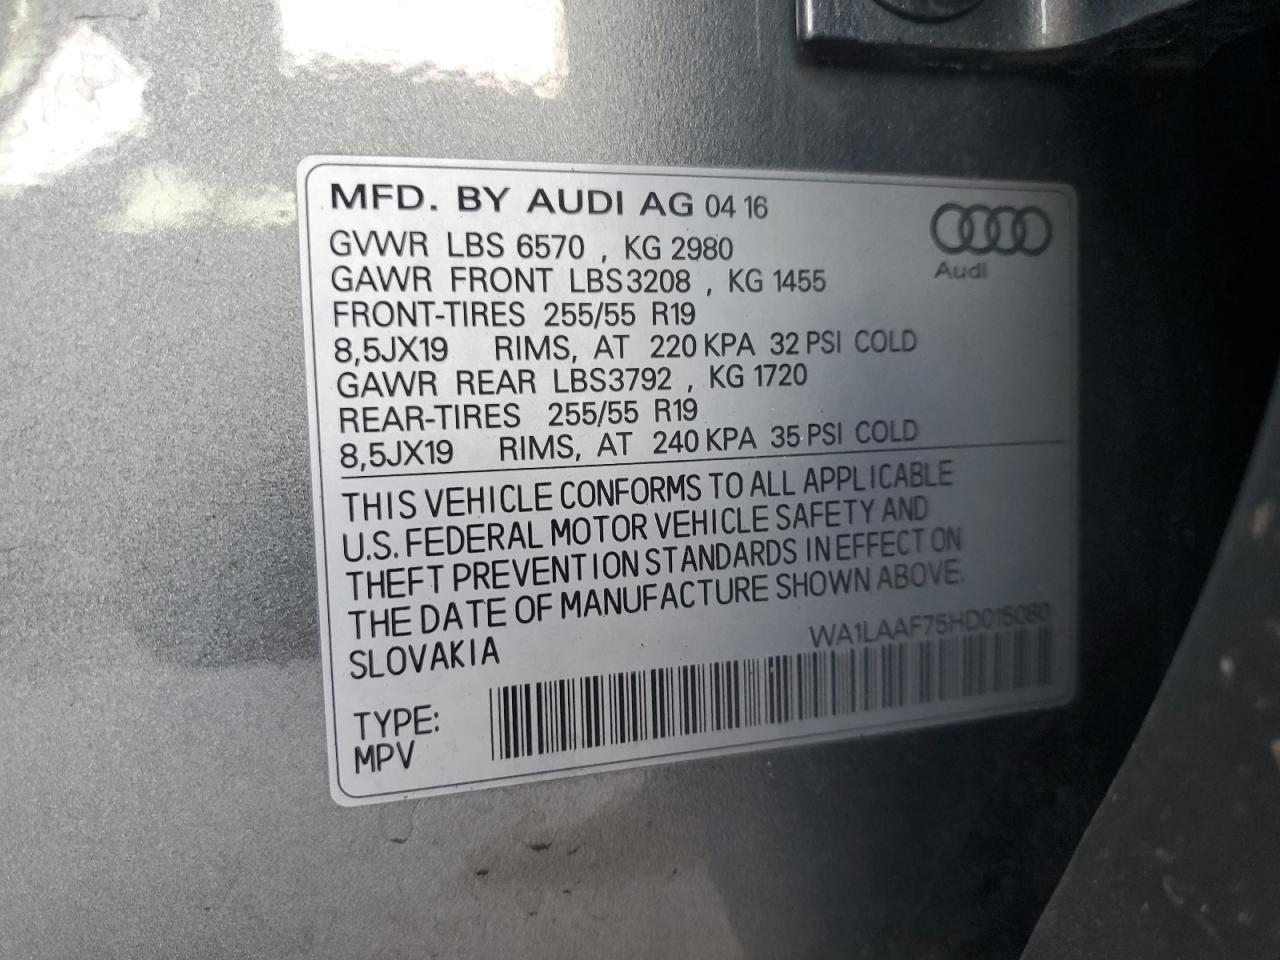 MFD. BY AUDI AG 04 16
GVWR LBS 6570 , KG 2980
GAWR FRONT LBS3208 , KG 1455
FRONT-TIRES 255/55 R19
8,5JX19 RIMS, AT 220 KPA 32 PSI COLD
GAWR REAR LBS3792 , KG 1720
REAR-TIRES 255/55 R19
8,5JX19 RIMS, AT 240 KPA 35 PSI COLD
Audi
THIS VEHICLE CONFORMS TO ALL APPLICABLE
U.S. FEDERAL MOTOR VEHICLE SAFETY AND
THEFT PREVENTION STANDARDS IN EFFECT ON
THE DATE OF MANUFACTURE SHOWN ABOVE.
SLOVAKIA
WA1LAAF75HD015080
TYPE:
MPV